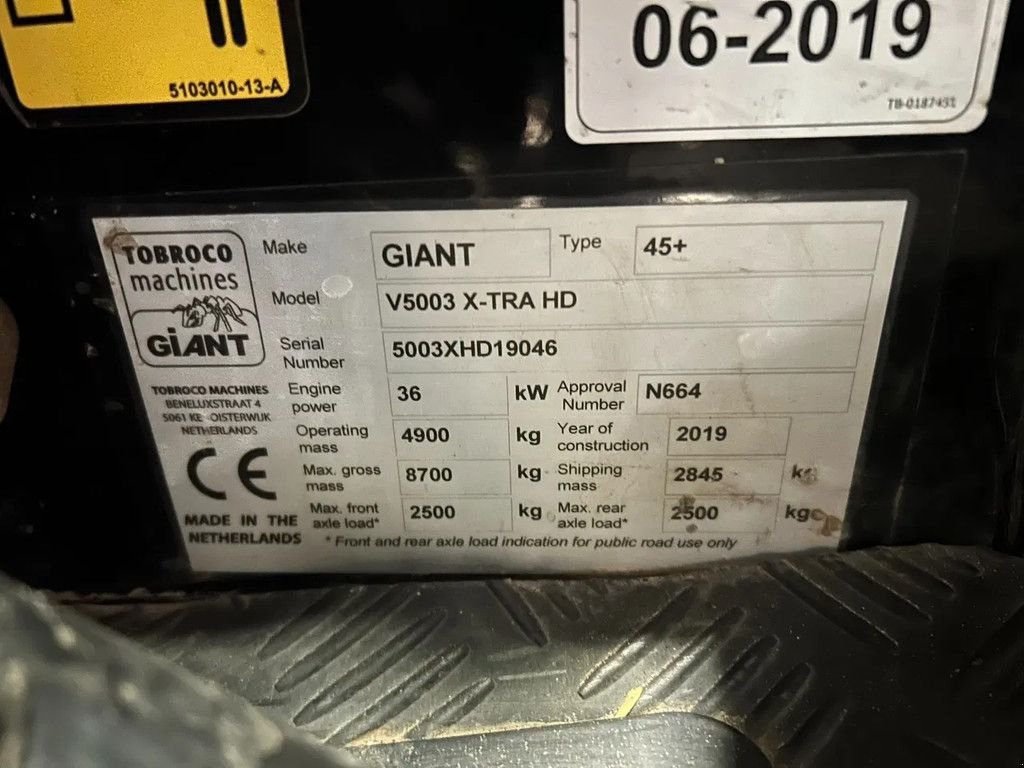 5103010-13-A
06-2019
TOBROCO
machines
GiANT
TOBROCO MACHINES
BENELUXSTRAAT 4
5061 KE OISTERWIJK
NETHERLANDS
CE
MADE IN THE
NETHERLANDS
Make GIANT Type 45+
Model V5003 X-TRA HD
Serial Number 5003XHD19046
Engine power 36 kW Approval Number N664
Operating mass 4900 kg Year of construction 2019
Max. gross mass 8700 kg Shipping mass 2845 kg
Max. front axle load* 2500 kg Max. rear axle load* 2500 kg
* Front and rear axle load indication for public road use only